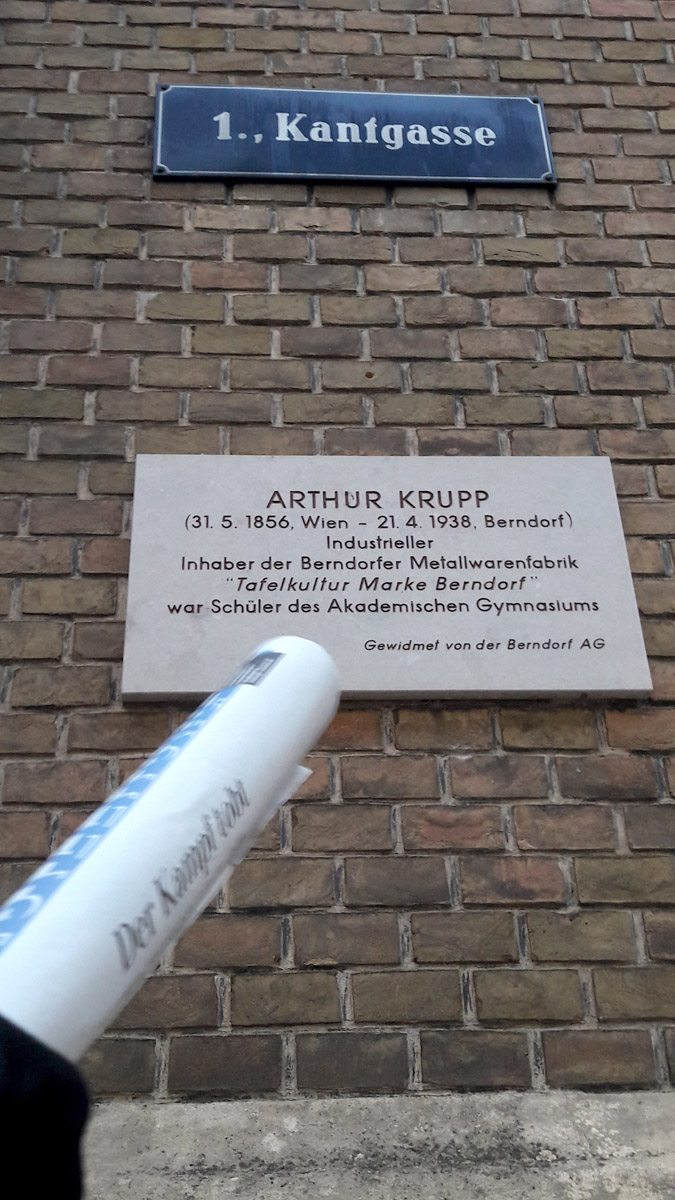 1., Kantgasse
ARTHUR KRUPP
(31. 5. 1856, Wien – 21. 4. 1938, Berndorf)
Industrieller
Inhaber der Berndorfer Metallwarenfabrik
"Tafelkultur Marke Berndorf"
war Schüler des Akademischen Gymnasiums
Gewidmet von der Berndorf AG
Der Kampf tobt